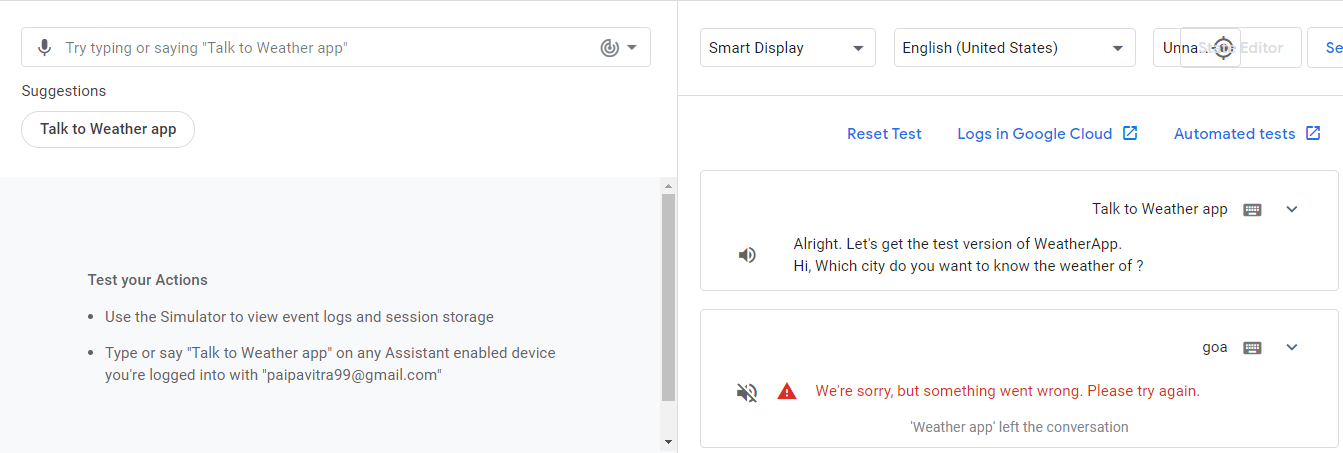 Try typing or saying "Talk to Weather app"
Suggestions
Talk to Weather app
Test your Actions
Use the Simulator to view event logs and session storage
Type or say "Talk to Weather app" on any Assistant enabled device
you're logged into with "paipavitra99@gmail.com"
Smart Display
English (United States)
Unna...
Editor
Se
Reset Test
Logs in Google Cloud
Automated tests
Talk to Weather app
Alright. Let's get the test version of WeatherApp.
Hi, Which city do you want to know the weather of ?
goa
We're sorry, but something went wrong. Please try again.
'Weather app' left the conversation